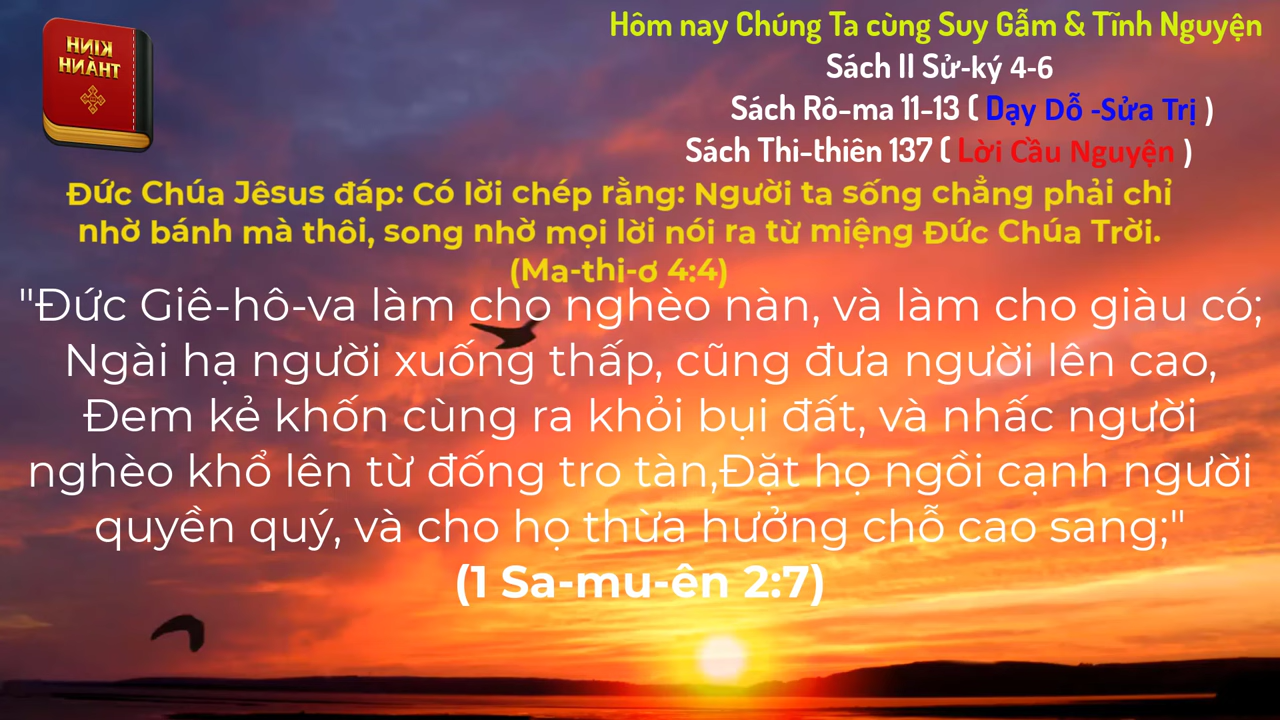 KINH
THÁNH
Hôm nay Chúng Ta cùng Suy Gẫm & Tĩnh Nguyện
Sách II Sử-ký 4-6
Sách Rô-ma 11-13 ( Dạy Dỗ -Sửa Trị )
Sách Thi-thiên 137 ( Lời Cầu Nguyện )
Đức Chúa Jêsus đáp: Có lời chép rằng: Người ta sống chẳng phải chỉ
nhờ bánh mà thôi, song nhờ mọi lời nói ra từ miệng Đức Chúa Trời.
(Ma-thi-ơ 4:4)
"Đức Giê-hô-va làm cho nghèo nàn, và làm cho giàu có;
Ngài hạ người xuống thấp, cũng đưa người lên cao,
Đem kẻ khốn cùng ra khỏi bụi đất, và nhấc người
nghèo khổ lên từ đống tro tàn,Đặt họ ngồi cạnh người
quyền quý, và cho họ thừa hưởng chỗ cao sang;"
(1 Sa-mu-ên 2:7)